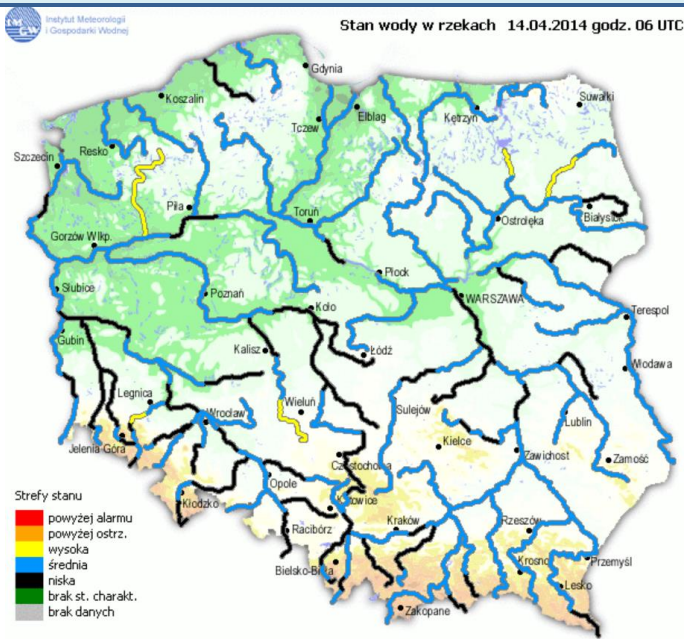 IMGW
Instytut Meteorologii
i Gospodarki Wodnej
Stan wody w rzekach 14.04.2014 godz. 06 UTC
Gdynia
Koszalin
Suwałki
Tczew
Elbląg
Kętrzyn
Szczecin
Resko
Piła
Toruń
Ostrołęka
Białystok
Gorzów Wlkp.
Płock
Słubice
Poznań
WARSZAWA
Koło
Terespol
Gubin
Kalisz
Łódź
Włodawa
Legnica
Wieluń
Sulejów
Wrocław
Lublin
Jelenia Góra
Kielce
Zawichost
Zamość
Częstochowa
Opole
Kłodzko
Katowice
Kraków
Rzeszów
Racibórz
Bielsko-Biała
Krosno
Przemyśl
Lesko
Zakopane
Strefy stanu
powyżej alarmu
powyżej ostrz.
wysoka
średnia
niska
brak st. charakt.
brak danych